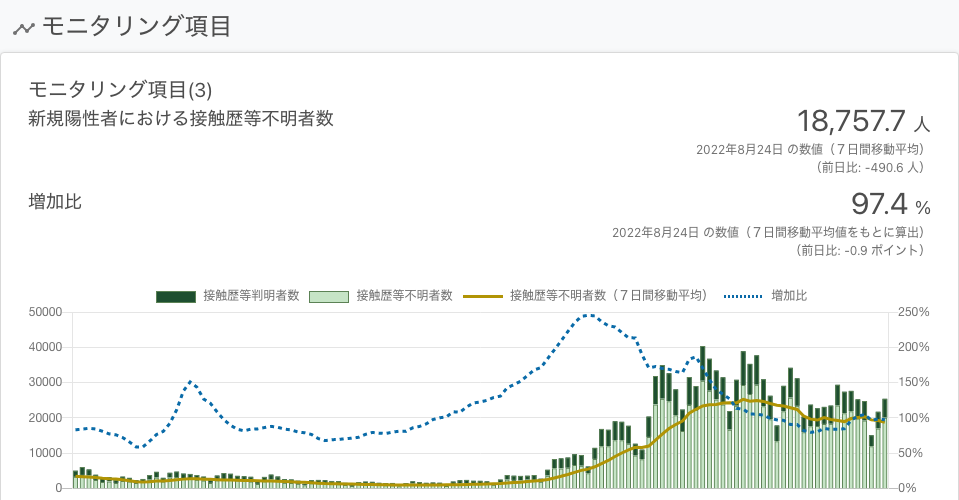 モニタリング項目
モニタリング項目(3)
新規陽性者における接触歴等不明者数
18,757.7 人
2022年8月24日 の数値（７日間移動平均）
（前日比: -490.6 人）
増加比
97.4 %
2022年8月24日 の数値（７日間移動平均値をもとに算出）
（前日比: -0.9 ポイント）
接触歴等判明者数 接触歴等不明者数 接触歴等不明者数（７日間移動平均） 増加比
50000 250%
40000 200%
30000 150%
20000 100%
10000 50%
0 0%